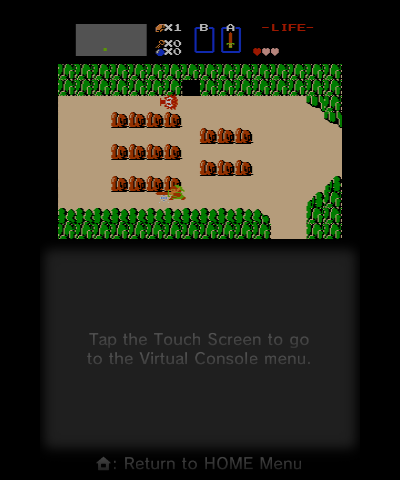 X1 B A -LIFE-
X0
X0
Tap the Touch Screen to go
to the Virtual Console menu.
: Return to HOME Menu